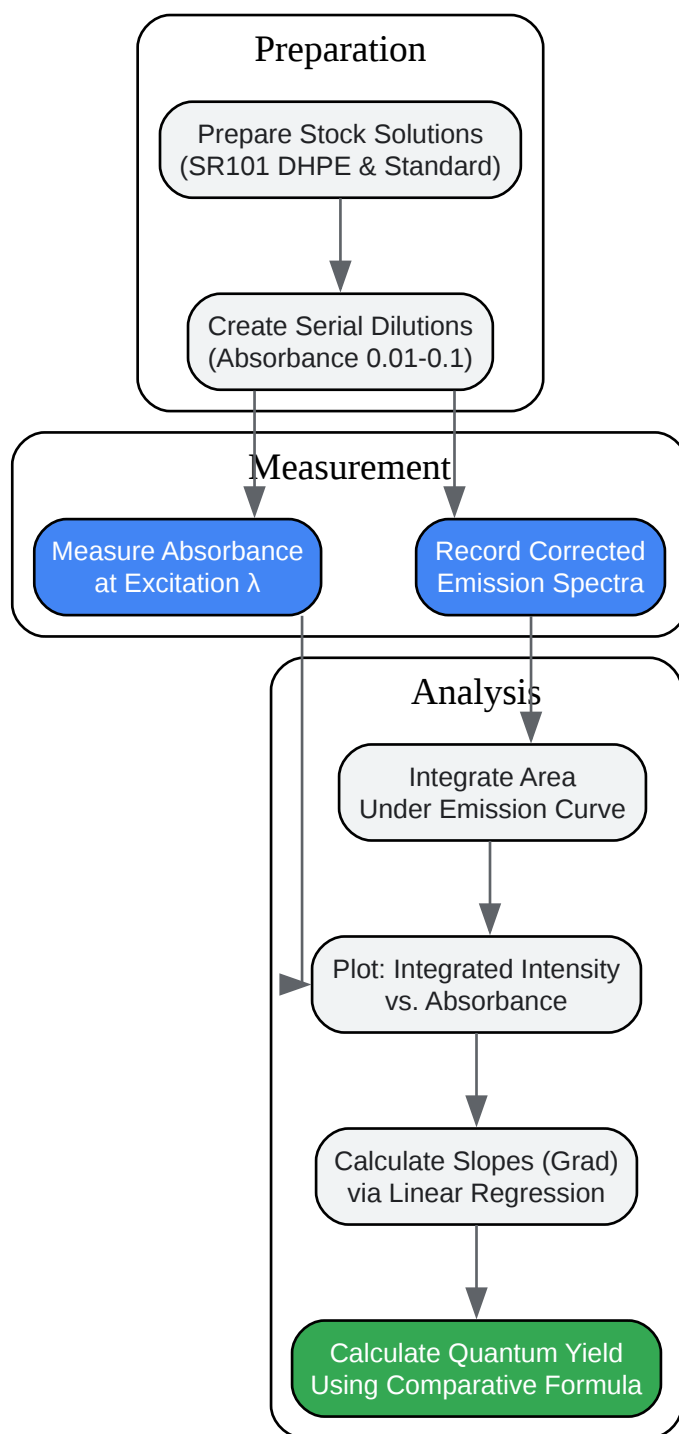 Preparation
Prepare Stock Solutions
(SR101 DHPE & Standard)
Create Serial Dilutions
(Absorbance 0.01-0.1)
Measurement
Measure Absorbance
at Excitation λ
Record Corrected
Emission Spectra
Analysis
Integrate Area
Under Emission Curve
Plot: Integrated Intensity
vs. Absorbance
Calculate Slopes (Grad)
via Linear Regression
Calculate Quantum Yield
Using Comparative Formula